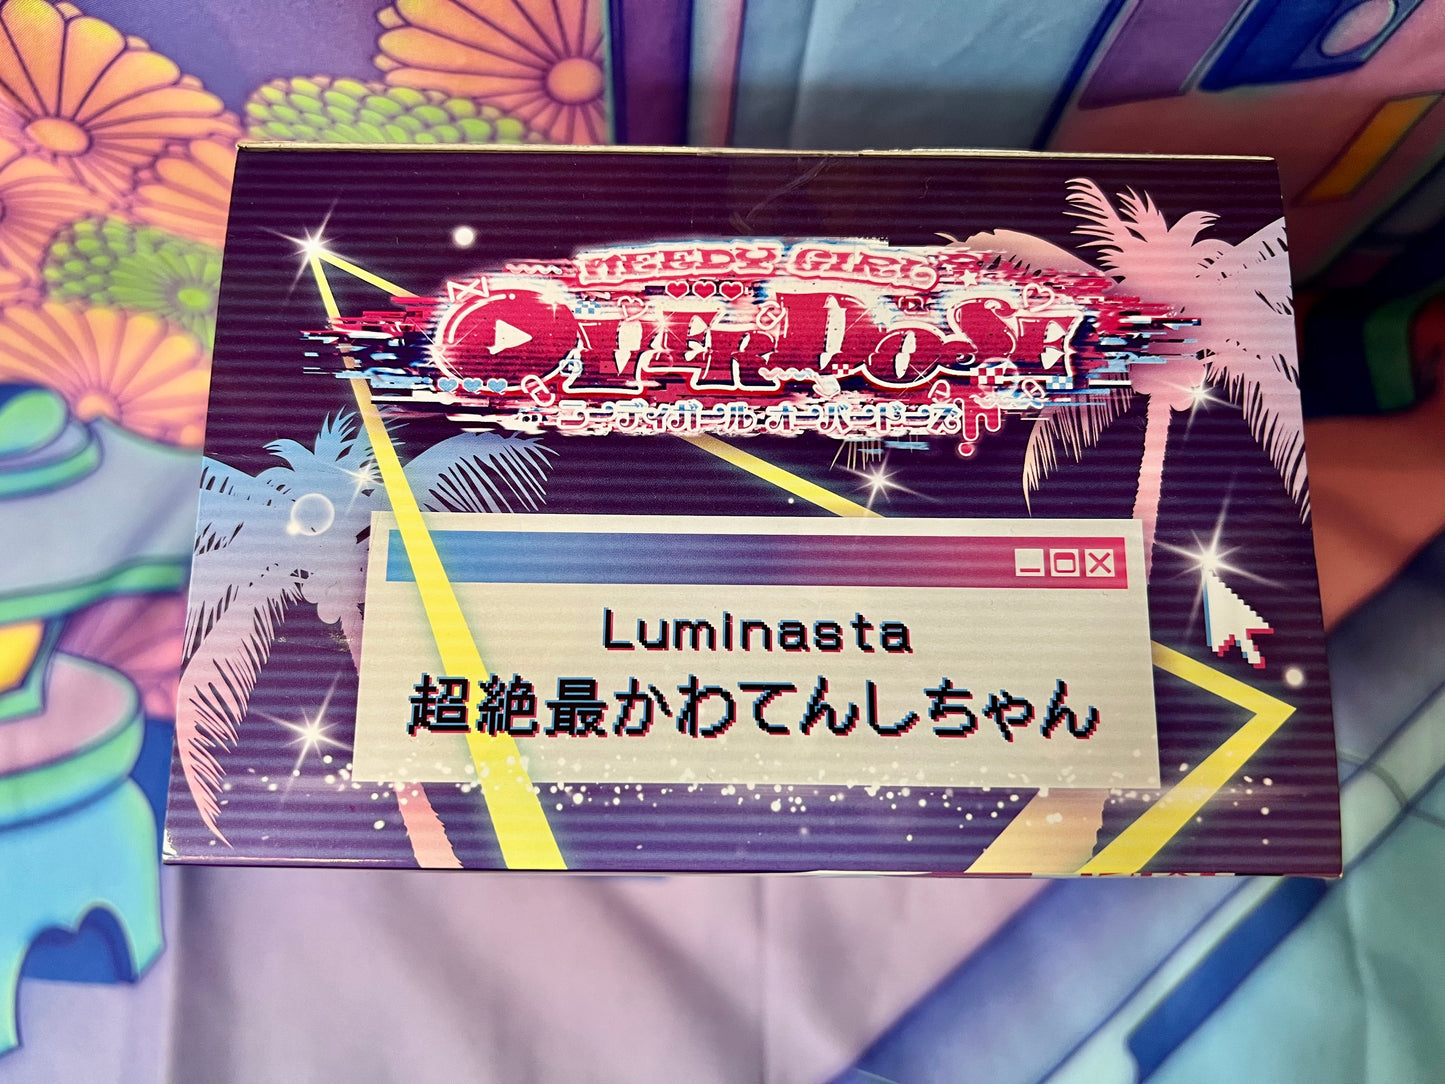 NEEDY GIRL
OVERDOSE
ニーディガール オーバードーズ
Luminasta
超絶最かわてんしちゃん